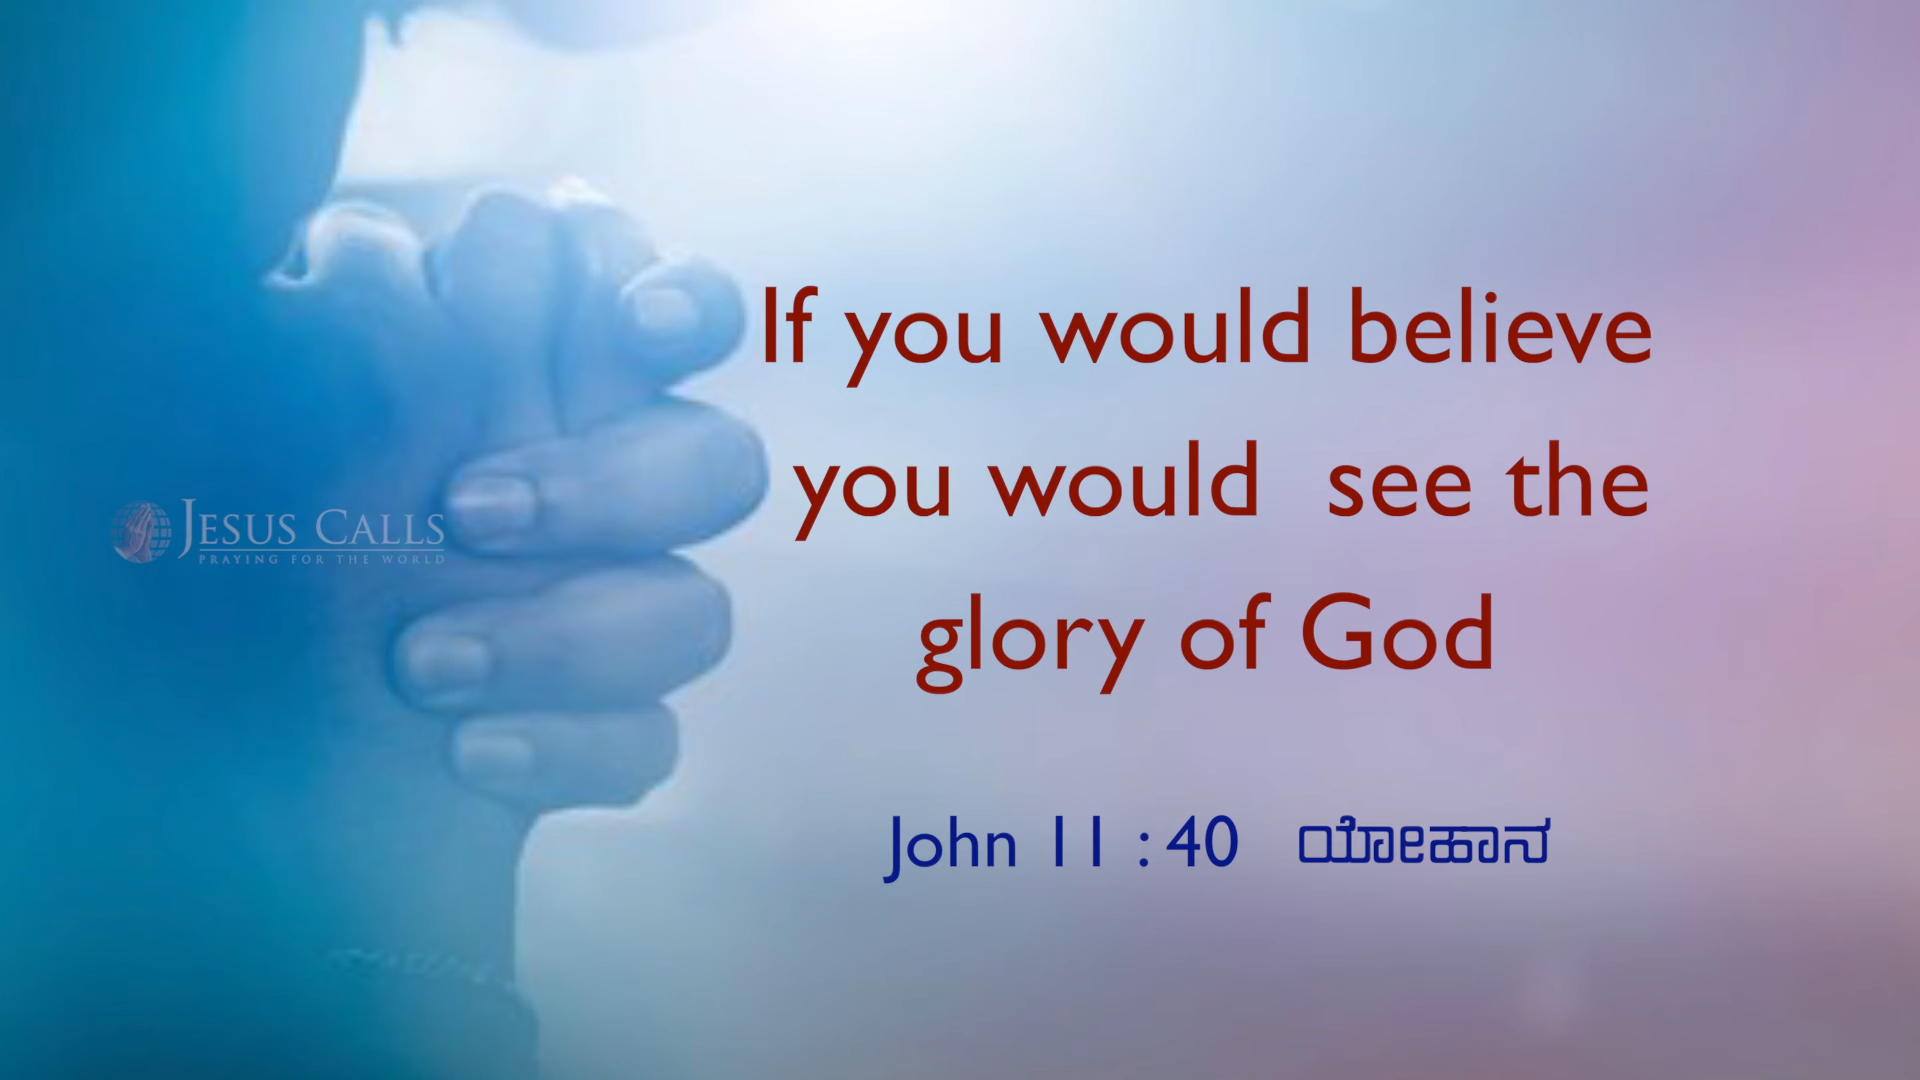 If you would believe
you would see the
JESUS CALLS
PRAYING FOR THE WORLD
glory of God
John 11 : 40 ಯೋಹಾನ